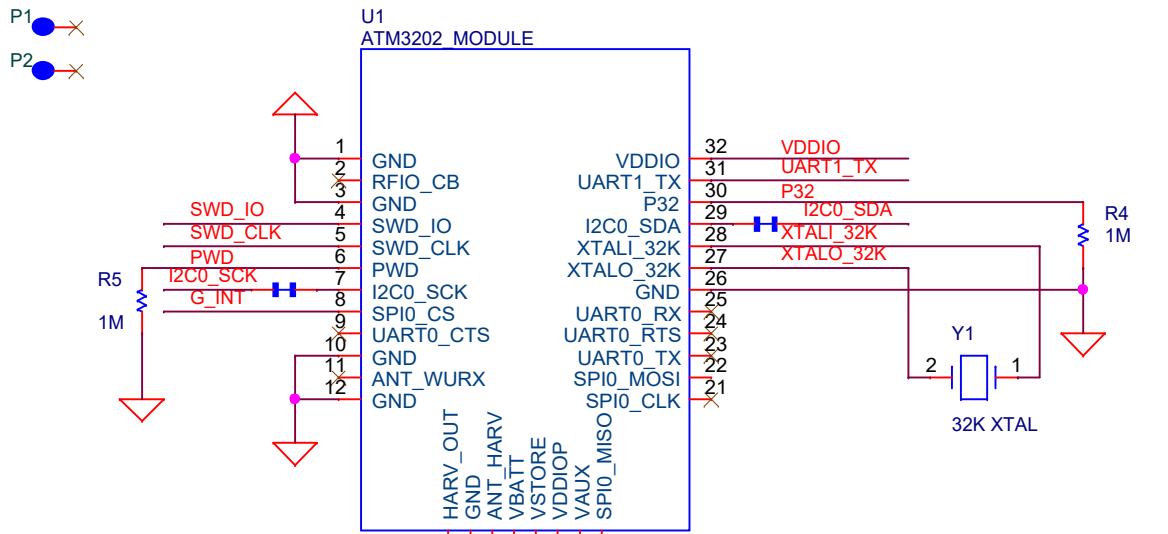 P1
P2
U1
ATM3202_MODULE
1
GND
2
RFIO_CB
3
GND
SWD_IO
4
SWD_IO
SWD_CLK
5
SWD_CLK
PWD
6
PWD
R5
1M
I2C0_SCK
7
I2C0_SCK
G_INT
8
SPI0_CS
9
UART0_CTS
10
GND
11
ANT_WURX
12
GND
HARV_OUT
GND
ANT_HARV
VBATT
VSTORE
VDDIOP
VAUX
SPI0_MISO
VDDIO
32
VDDIO
UART1_TX
31
UART1_TX
P32
30
P32
I2C0_SDA
29
I2C0_SDA
XTALI_32K
28
XTALI_32K
XTALO_32K
27
XTALO_32K
GND
26
UART0_RX
25
UART0_RTS
24
UART0_TX
23
SPI0_MOSI
22
SPI0_CLK
21
R4
1M
Y1
2
1
32K XTAL